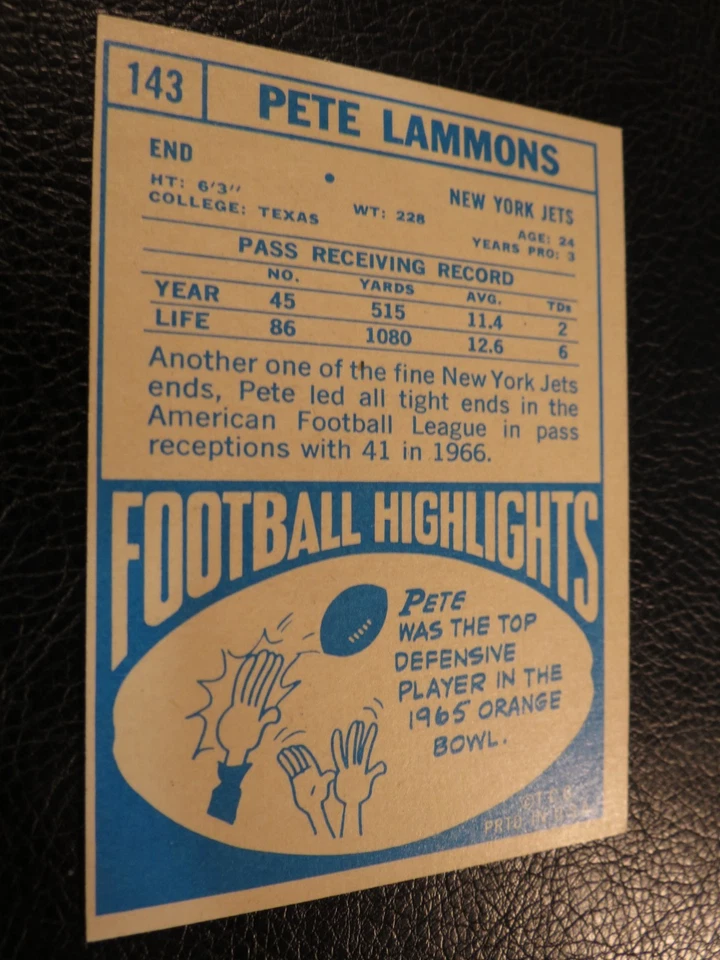 143 PETE LAMMONS
END NEW YORK JETS
HT: 6'3" WT: 228 AGE: 24
COLLEGE: TEXAS YEARS PRO: 3
PASS RECEIVING RECORD
NO. YARDS AVG. TDs
YEAR 45 515 11.4 2
LIFE 86 1080 12.6 6
Another one of the fine New York Jets
ends, Pete led all tight ends in the
American Football League in pass
receptions with 41 in 1966.
FOOTBALL HIGHLIGHTS
PETE
WAS THE TOP
DEFENSIVE
PLAYER IN THE
1965 ORANGE
BOWL.
PRTD. IN